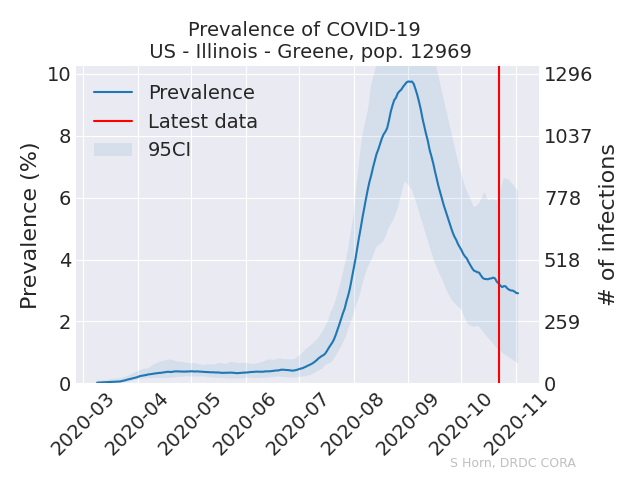 Prevalence of COVID-19
US - Illinois - Greene, pop. 12969
Prevalence
Latest data
95CI
Prevalence (%)
10
8
6
4
2
0
1296
1037
778
518
259
0
# of infections
2020-03
2020-04
2020-05
2020-06
2020-07
2020-08
2020-09
2020-10
2020-11
S Horn, DRDC CORA